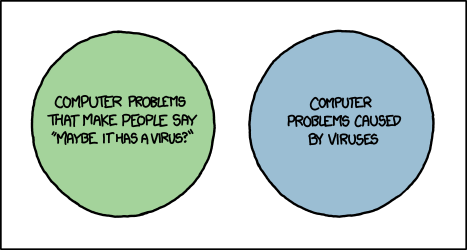 COMPUTER PROBLEMS
THAT MAKE PEOPLE SAY
"MAYBE IT HAS A VIRUS?"
COMPUTER
PROBLEMS CAUSED
BY VIRUSES